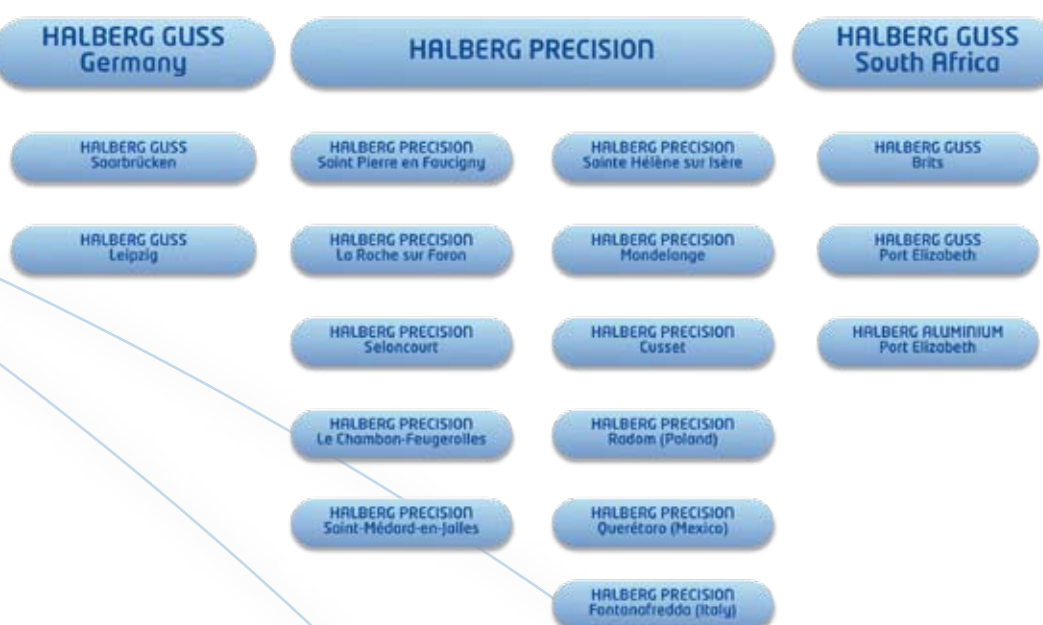 HALBERG GUSS
Germany
HALBERG PRECISION
HALBERG GUSS
South Africa
HALBERG GUSS
Saarbrücken
HALBERG PRECISION
Saint Pierre en Faucigny
HALBERG PRECISION
Sainte Hélène sur Isère
HALBERG GUSS
Brits
HALBERG GUSS
Leipzig
HALBERG PRECISION
La Roche sur Foron
HALBERG PRECISION
Mondelange
HALBERG GUSS
Port Elizabeth
HALBERG PRECISION
Seloncourt
HALBERG PRECISION
Cusset
HALBERG ALUMINIUM
Port Elizabeth
HALBERG PRECISION
Le Chambon-Feugerolles
HALBERG PRECISION
Radom (Poland)
HALBERG PRECISION
Saint-Médard-en-Jalles
HALBERG PRECISION
Querétaro (Mexico)
HALBERG PRECISION
Fontanafredda (Italy)